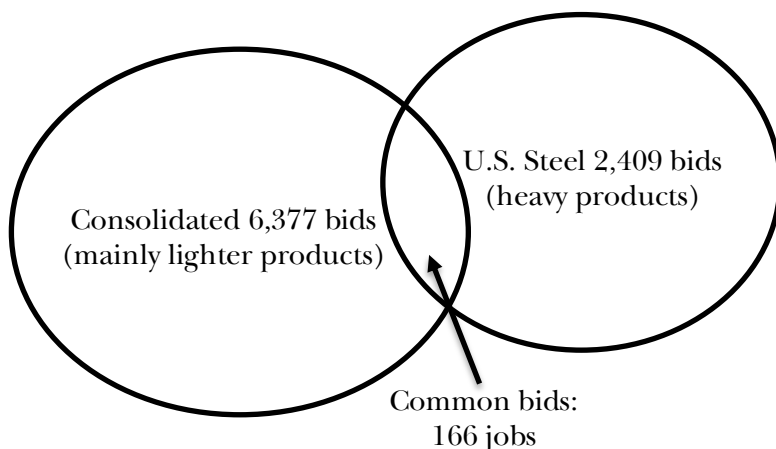 Consolidated 6,377 bids
(mainly lighter products)
U.S. Steel 2,409 bids
(heavy products)
Common bids:
166 jobs